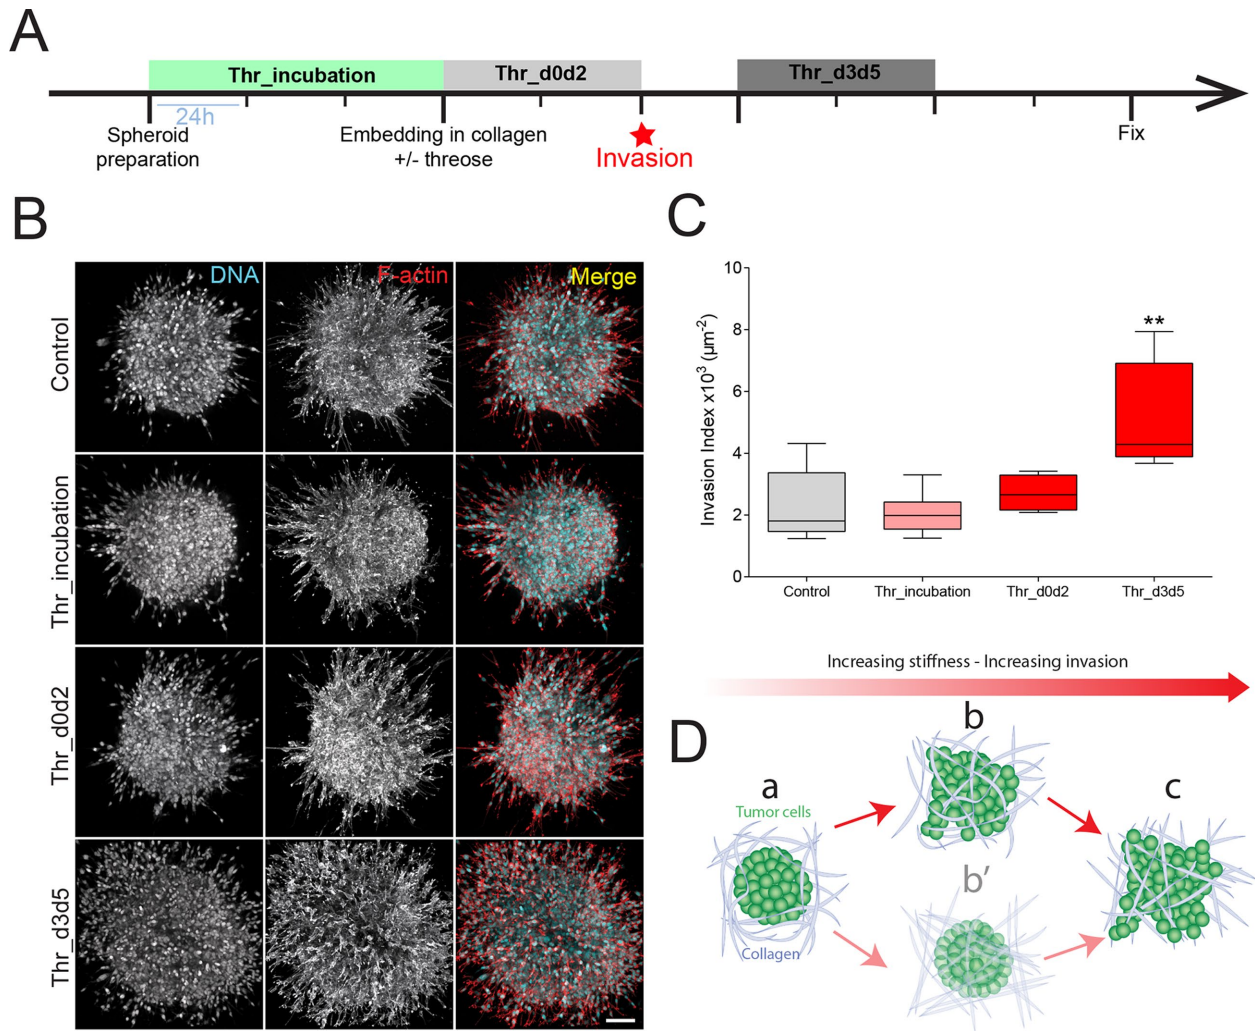 A
Thr_incubation
Thr_d0d2
Thr_d3d5
24h
Spheroid
preparation
Embedding in collagen
+/- threose
Invasion
Fix
B
DNA
F-actin
Merge
Control
Thr_incubation
Thr_d0d2
Thr_d3d5
C
Invasion Index x10³ (µm⁻²)
10
8
6
4
2
0
**
Control
Thr_incubation
Thr_d0d2
Thr_d3d5
Increasing stiffness - Increasing invasion
D
a
Tumor cells
Collagen
b
b′
c